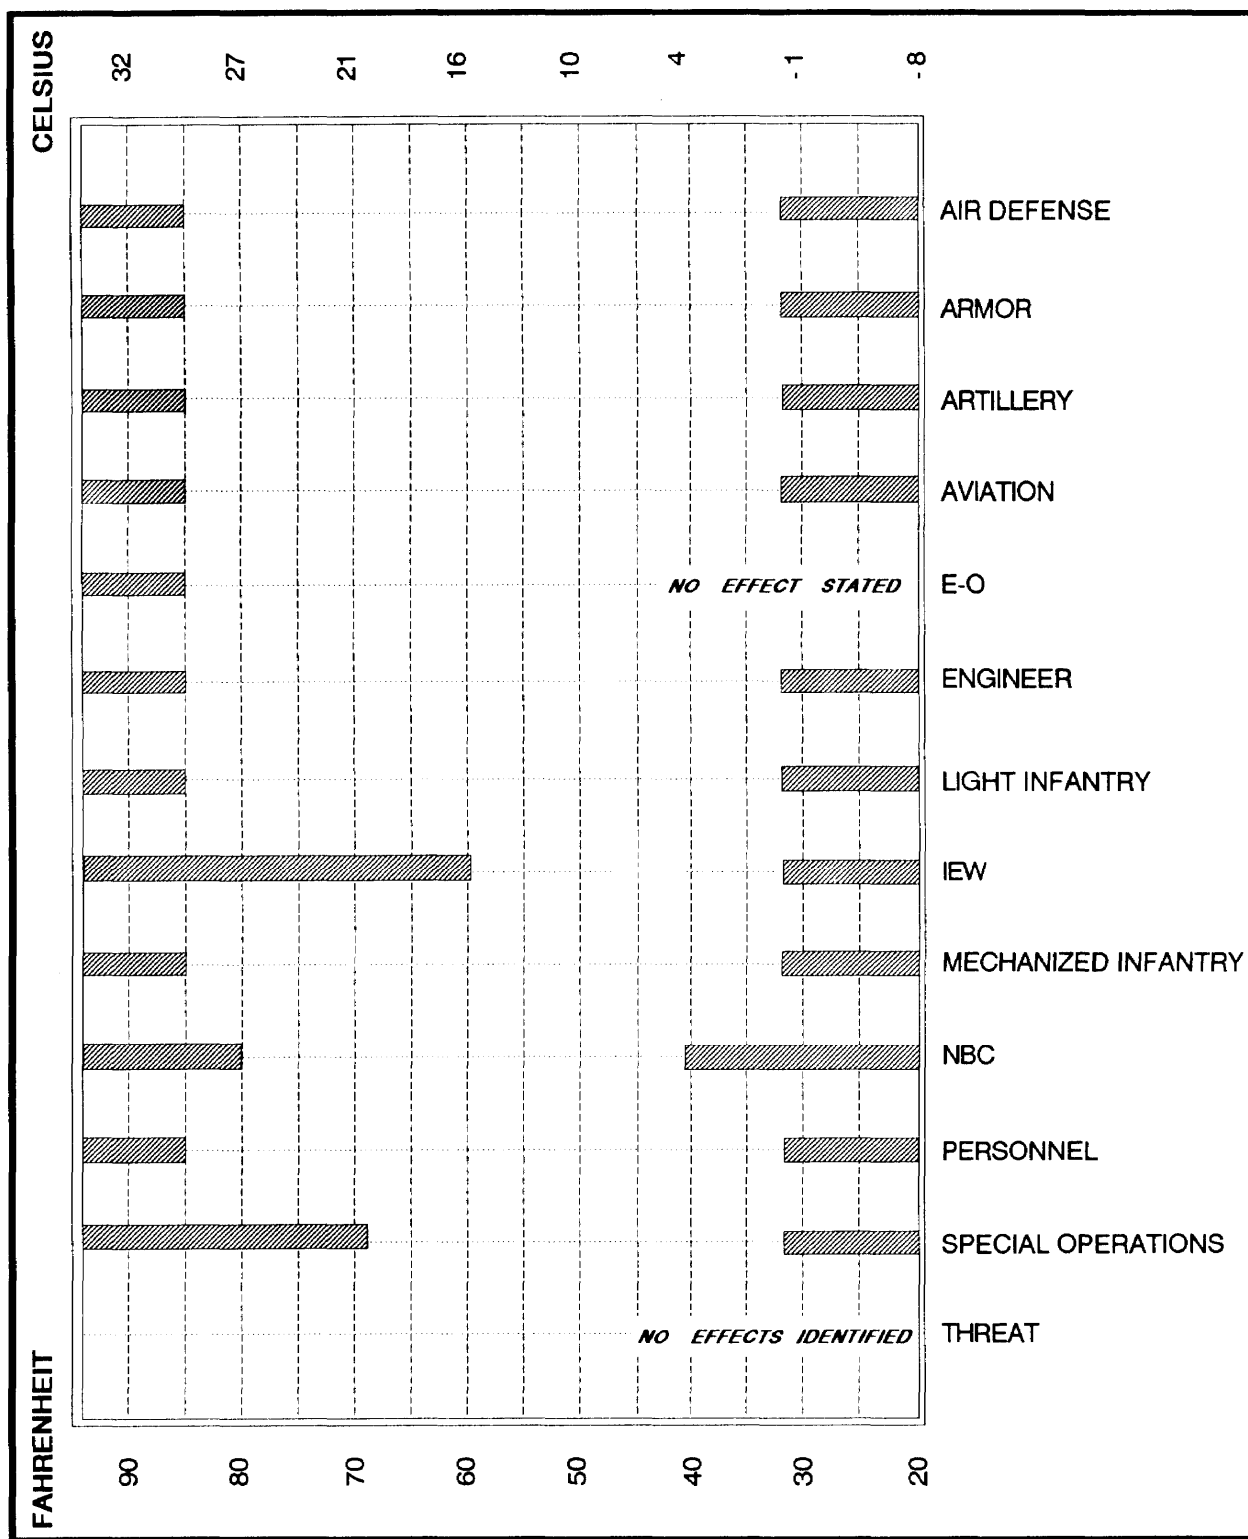 CELSIUS
32
27
21
16
10
4
- 1
- 8
AIR DEFENSE
ARMOR
ARTILLERY
AVIATION
NO EFFECT STATED
E-O
ENGINEER
LIGHT INFANTRY
IEW
MECHANIZED INFANTRY
NBC
PERSONNEL
SPECIAL OPERATIONS
NO EFFECTS IDENTIFIED
THREAT
FAHRENHEIT
90
80
70
60
50
40
30
20